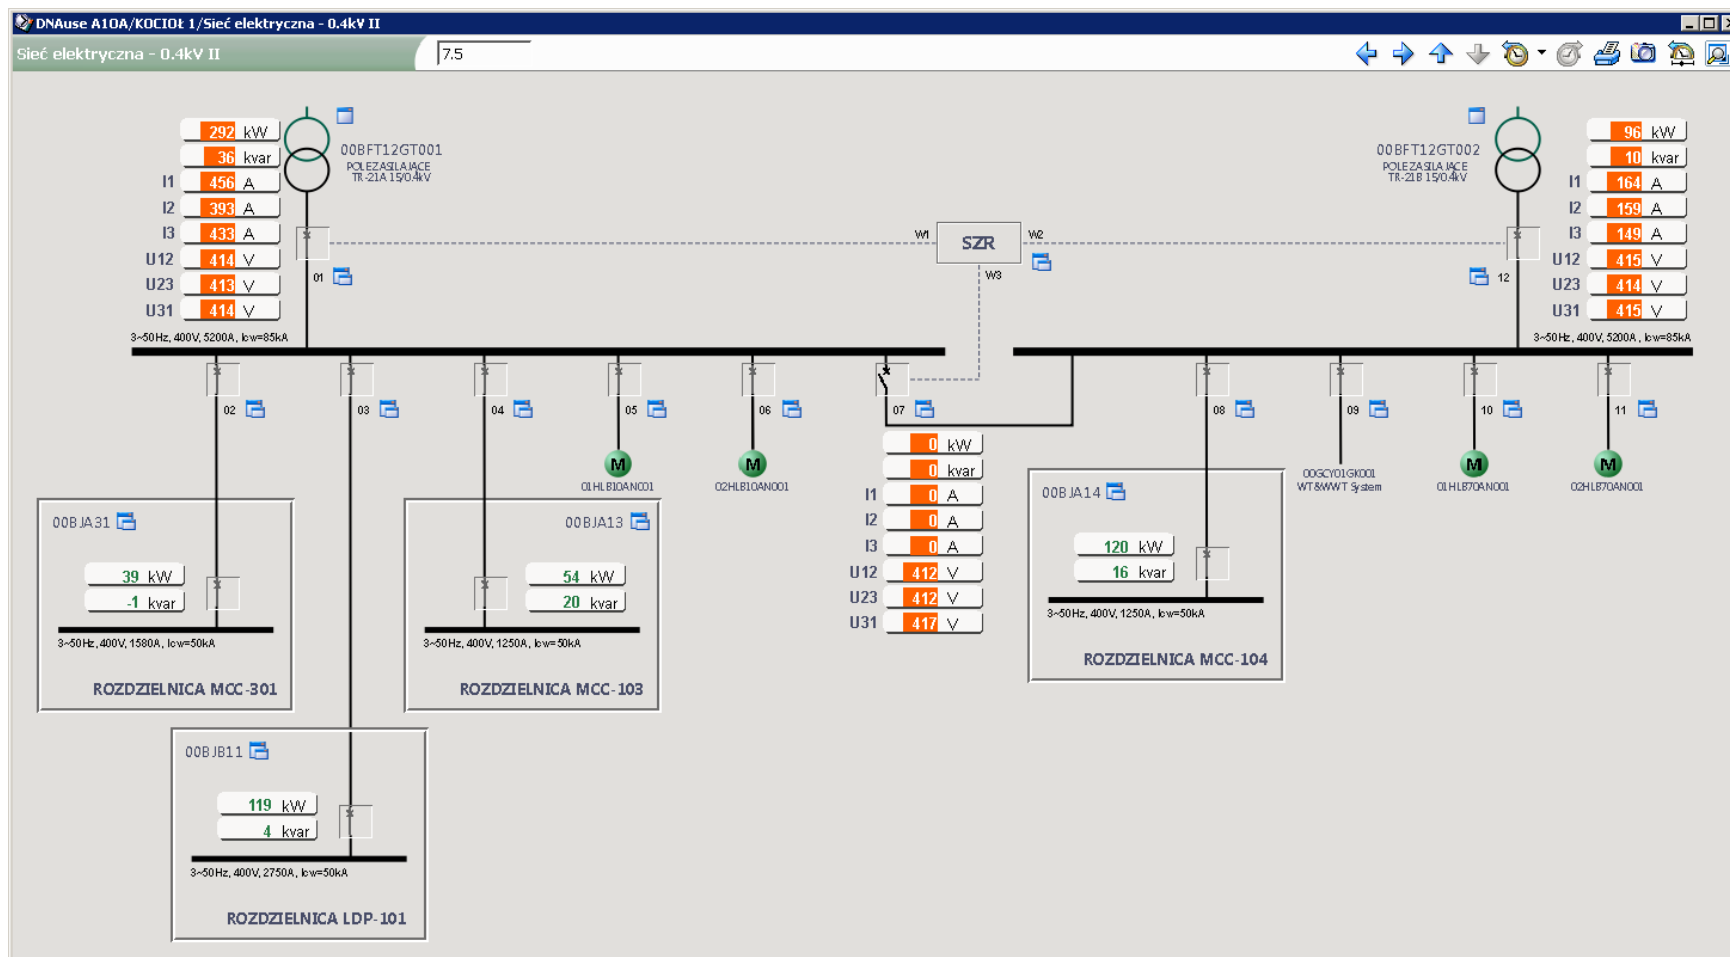 DNAuse A10A/KOCIOŁ 1/Sieć elektryczna - 0.4kV II
Sieć elektryczna - 0.4kV II
7.5
292 kW
36 kvar
I1 456 A
I2 393 A
I3 433 A
U12 414 V
U23 413 V
U31 414 V
00BFT12GT001
POLE ZASILAJĄCE
TR-21A 15/0.4kV
01
3~50Hz, 400V, 5200A, Icw=85kA
W1
SZR
W2
W3
00BFT12GT002
POLE ZASILAJĄCE
TR-21B 15/0.4kV
96 kW
10 kvar
I1 164 A
I2 159 A
I3 149 A
U12 415 V
U23 414 V
U31 415 V
12
3~50Hz, 400V, 5200A, Icw=85kA
02
03
04
05
06
07
08
09
10
11
M
01HLB10AN001
M
02HLB10AN001
0 kW
0 kvar
I1 0 A
I2 0 A
I3 0 A
U12 412 V
U23 412 V
U31 417 V
00GCY01GK001
WT&WWT System
M
01HLB70AN001
M
02HLB70AN001
00BJA31
39 kW
-1 kvar
3~50Hz, 400V, 1580A, Icw=50kA
ROZDZIELNICA MCC-301
00BJA13
54 kW
20 kvar
3~50Hz, 400V, 1250A, Icw=50kA
ROZDZIELNICA MCC-103
00BJA14
120 kW
16 kvar
3~50Hz, 400V, 1250A, Icw=50kA
ROZDZIELNICA MCC-104
00BJB11
119 kW
4 kvar
3~50Hz, 400V, 2750A, Icw=50kA
ROZDZIELNICA LDP-101